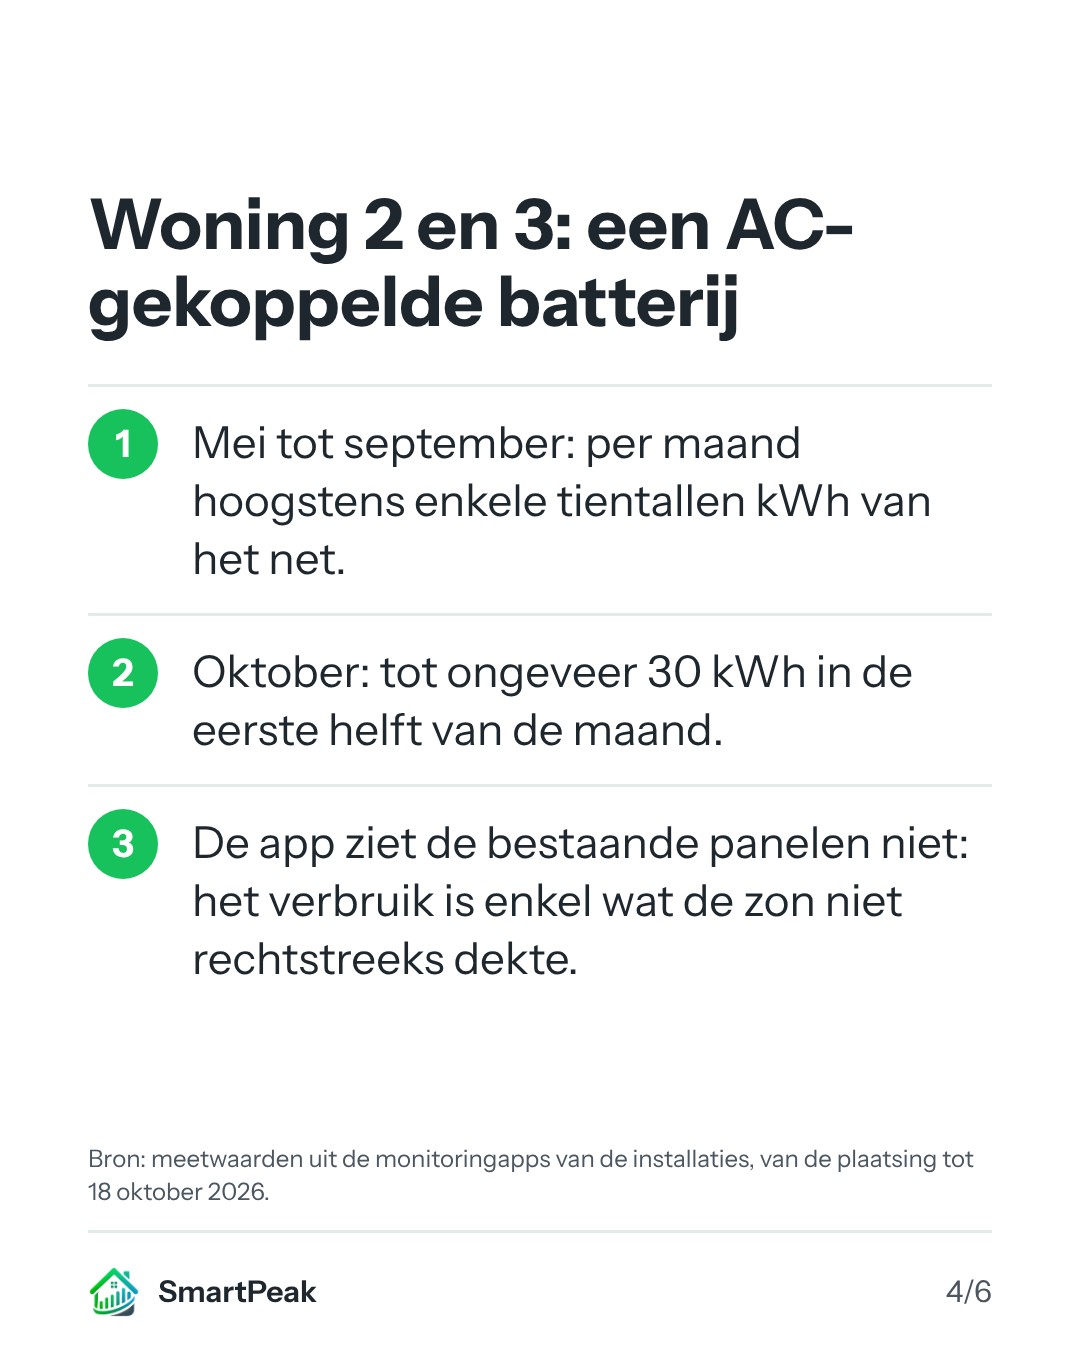 Woning 2 en 3: een AC-
gekoppelde batterij
1
Mei tot september: per maand
hoogstens enkele tientallen kWh van
het net.
2
Oktober: tot ongeveer 30 kWh in de
eerste helft van de maand.
3
De app ziet de bestaande panelen niet:
het verbruik is enkel wat de zon niet
rechtstreeks dekte.
Bron: meetwaarden uit de monitoringapps van de installaties, van de plaatsing tot
18 oktober 2026.
SmartPeak
4/6